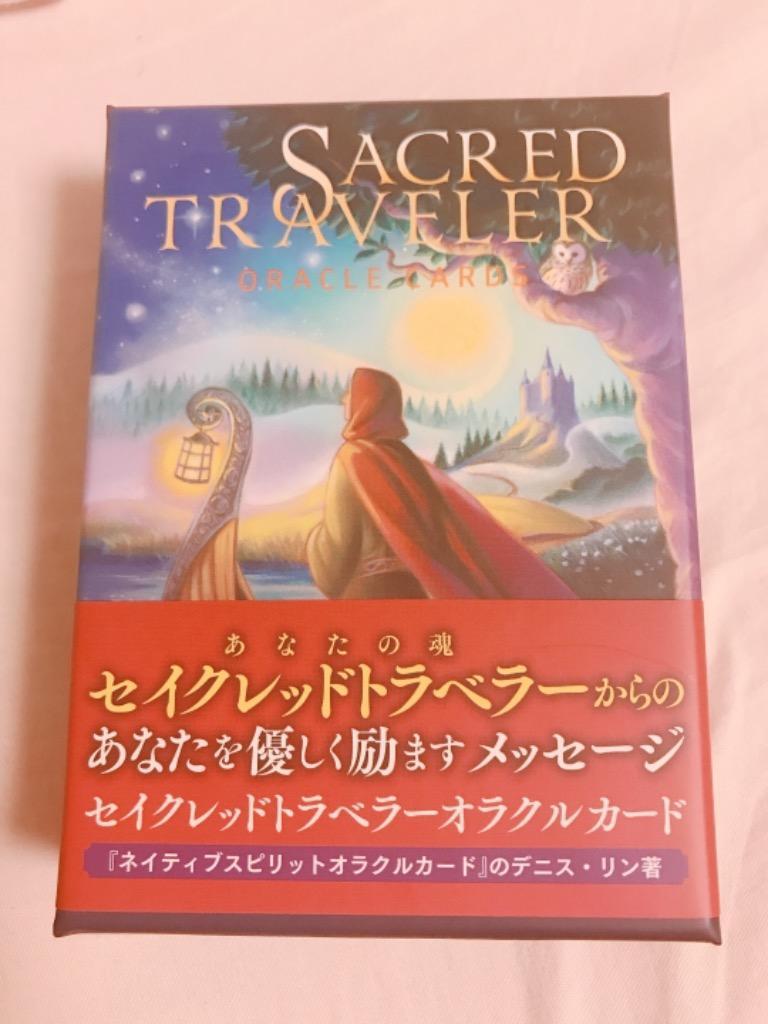 SACRED
TRAVELER
ORACLE CARDS
あなたの魂
セイクレッドトラベラーからの
あなたを優しく励ますメッセージ
セイクレッドトラベラーオラクルカード
『ネイティブスピリットオラクルカード』のデニス・リン著